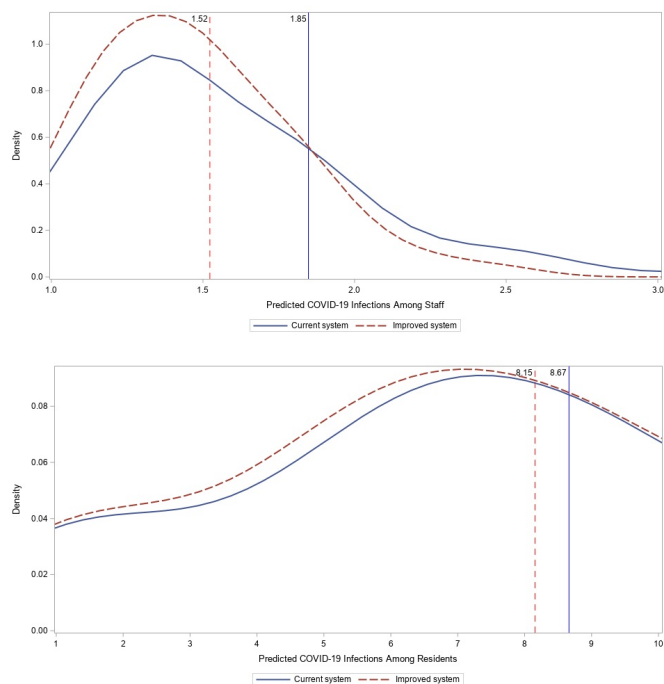 1.52 1.85
1.0
0.8
0.6
0.4
0.2
0.0
Density
1.0 1.5 2.0 2.5 3.0
Predicted COVID-19 Infections Among Staff
Current system Improved system
8.15 8.67
0.08
0.06
0.04
0.02
0.00
Density
1 2 3 4 5 6 7 8 9 10
Predicted COVID-19 Infections Among Residents
Current system Improved system